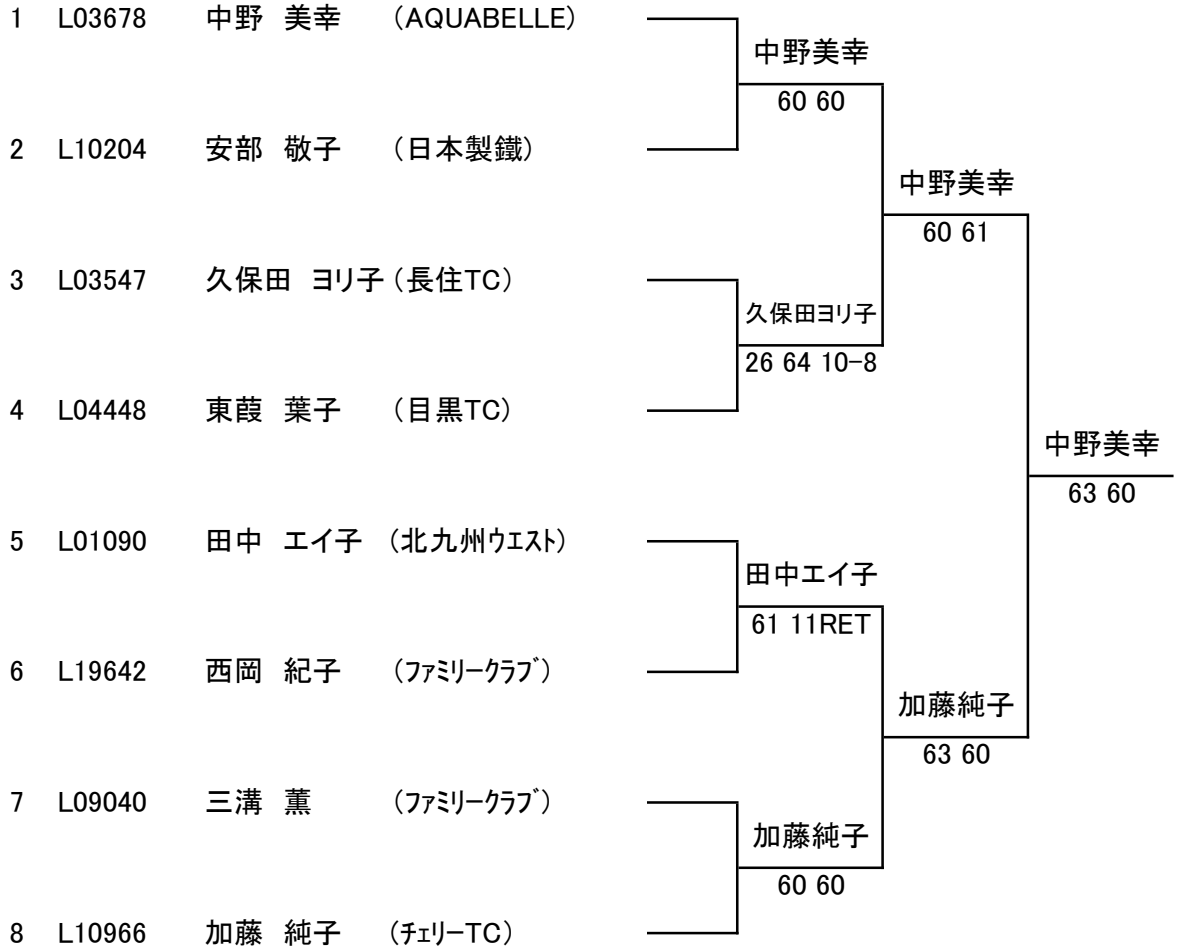 1 L03678 中野 美幸 (AQUABELLE)
中野美幸
60 60
2 L10204 安部 敬子 (日本製鐵)
中野美幸
60 61
3 L03547 久保田 ヨリ子 (長住TC)
久保田ヨリ子
26 64 10-8
4 L04448 東葭 葉子 (目黒TC)
中野美幸
63 60
5 L01090 田中 エイ子 (北九州ウエスト)
田中エイ子
61 11RET
6 L19642 西岡 紀子 (ファミリークラブ)
加藤純子
63 60
7 L09040 三溝 薫 (ファミリークラブ)
加藤純子
60 60
8 L10966 加藤 純子 (チェリーTC)